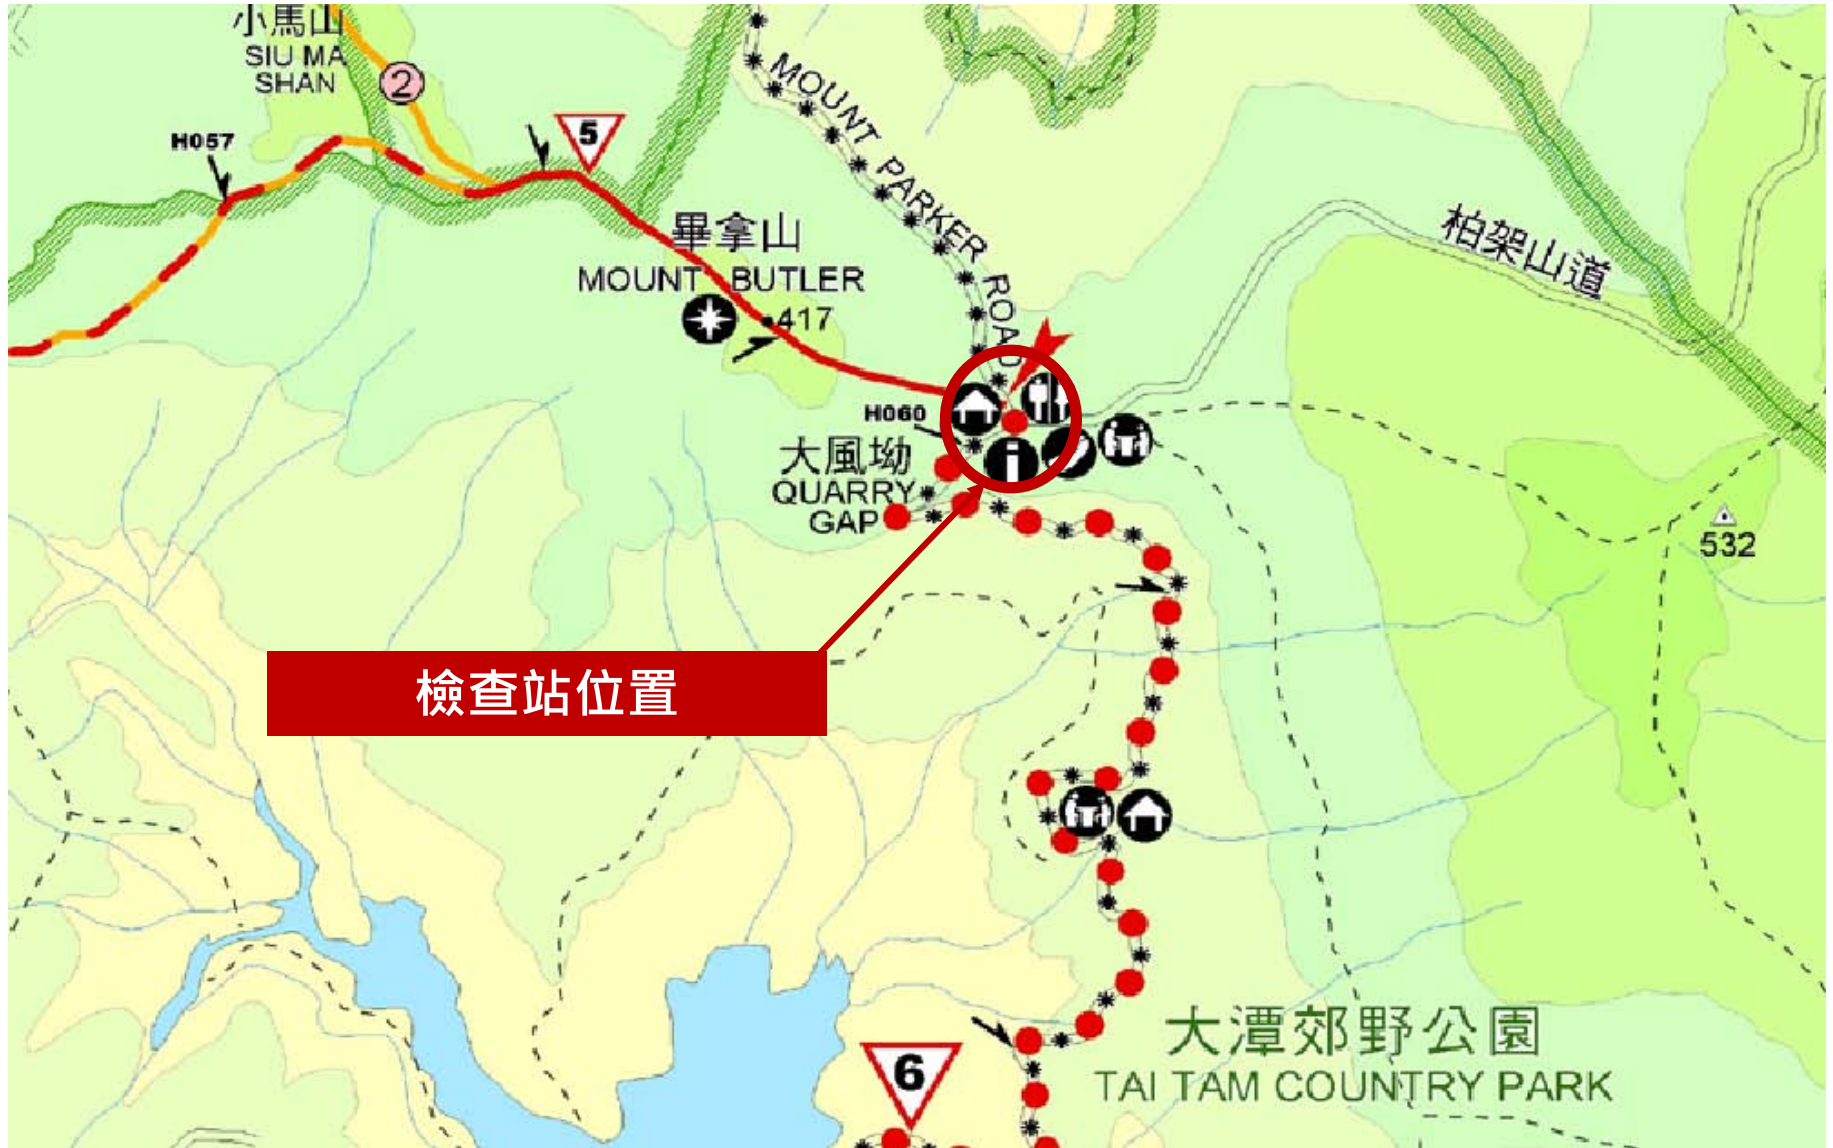 小馬山
SIU MA
SHAN
2
H057
5
MOUNT PARKER ROAD
柏架山道
畢拿山
MOUNT BUTLER
417
H060
大風坳
QUARRY
GAP
532
檢查站位置
大潭郊野公園
TAI TAM COUNTRY PARK
6